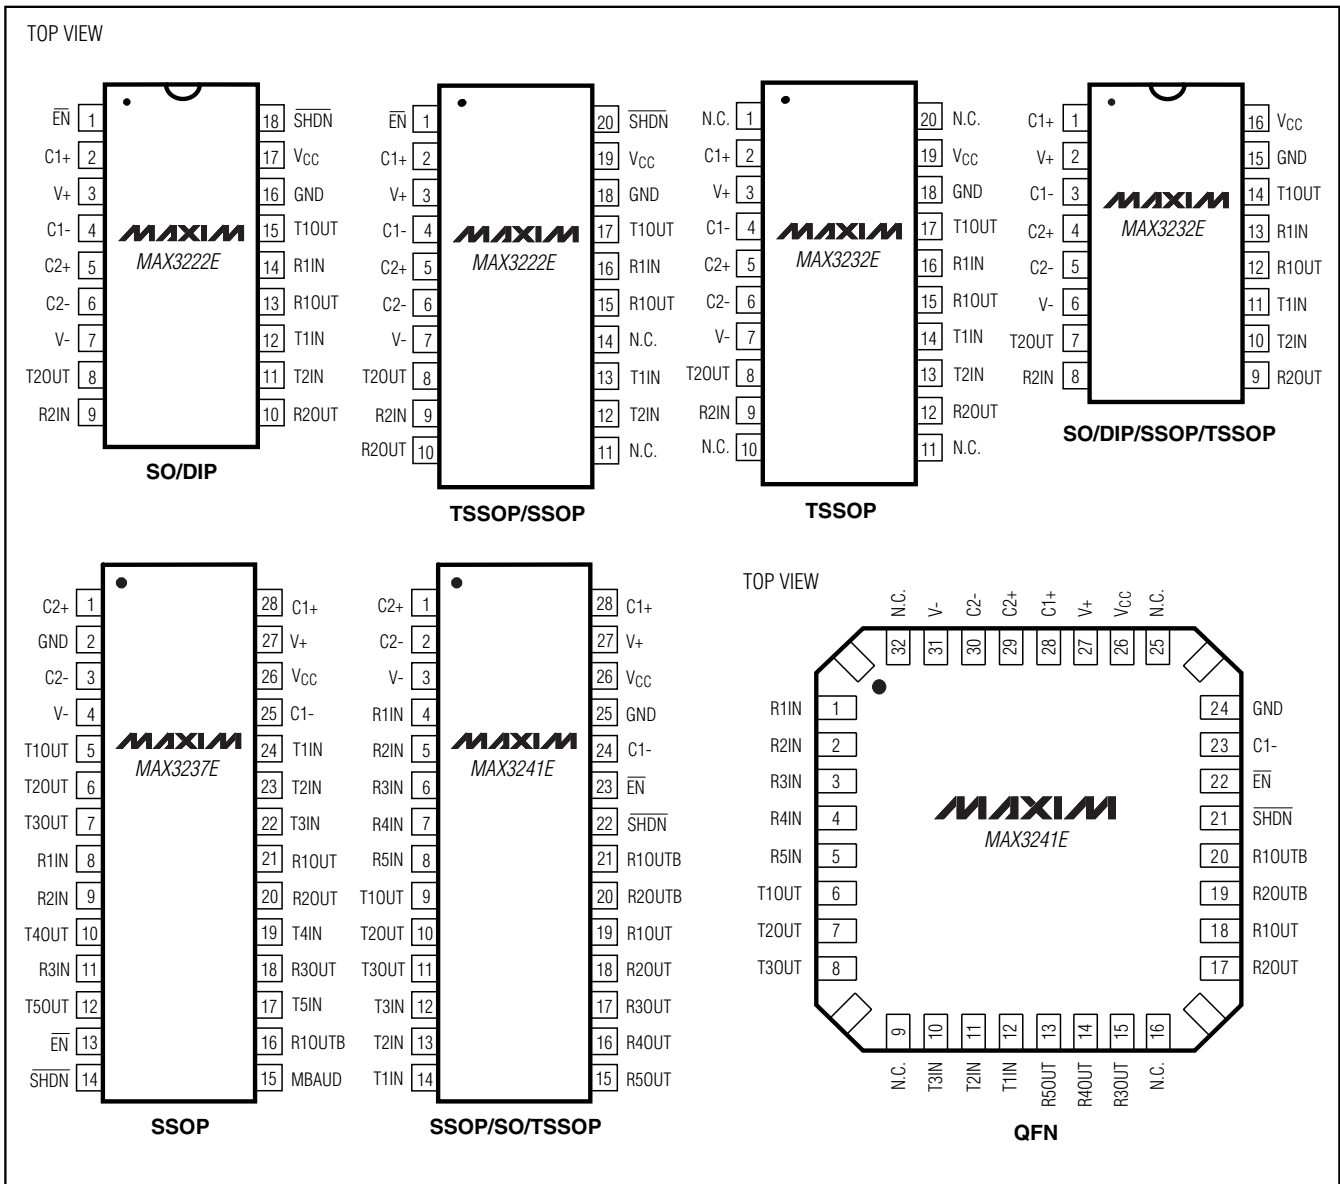 TOP VIEW
EN 1
C1+ 2
V+ 3
C1- 4
C2+ 5
C2- 6
V- 7
T2OUT 8
R2IN 9
18 SHDN
17 VCC
16 GND
15 T1OUT
14 R1IN
13 R1OUT
12 T1IN
11 T2IN
10 R2OUT
MAXIM
MAX3222E
SO/DIP
EN 1
C1+ 2
V+ 3
C1- 4
C2+ 5
C2- 6
V- 7
T2OUT 8
R2IN 9
R2OUT 10
20 SHDN
19 VCC
18 GND
17 T1OUT
16 R1IN
15 R1OUT
14 N.C.
13 T1IN
12 T2IN
11 N.C.
MAXIM
MAX3222E
TSSOP/SSOP
N.C. 1
C1+ 2
V+ 3
C1- 4
C2+ 5
C2- 6
V- 7
T2OUT 8
R2IN 9
N.C. 10
20 N.C.
19 VCC
18 GND
17 T1OUT
16 R1IN
15 R1OUT
14 T1IN
13 T2IN
12 R2OUT
11 N.C.
MAXIM
MAX3232E
TSSOP
C1+ 1
V+ 2
C1- 3
C2+ 4
C2- 5
V- 6
T2OUT 7
R2IN 8
16 VCC
15 GND
14 T1OUT
13 R1IN
12 R1OUT
11 T1IN
10 T2IN
9 R2OUT
MAXIM
MAX3232E
SO/DIP/SSOP/TSSOP
C2+ 1
GND 2
C2- 3
V- 4
T1OUT 5
T2OUT 6
T3OUT 7
R1IN 8
R2IN 9
T4OUT 10
R3IN 11
T5OUT 12
EN 13
SHDN 14
28 C1+
27 V+
26 VCC
25 C1-
24 T1IN
23 T2IN
22 T3IN
21 R1OUT
20 R2OUT
19 T4IN
18 R3OUT
17 T5IN
16 R1OUTB
15 MBAUD
MAXIM
MAX3237E
SSOP
C2+ 1
C2- 2
V- 3
R1IN 4
R2IN 5
R3IN 6
R4IN 7
R5IN 8
T1OUT 9
T2OUT 10
T3OUT 11
T3IN 12
T2IN 13
T1IN 14
28 C1+
27 V+
26 VCC
25 GND
24 C1-
23 EN
22 SHDN
21 R1OUTB
20 R2OUTB
19 R1OUT
18 R2OUT
17 R3OUT
16 R4OUT
15 R5OUT
MAXIM
MAX3241E
SSOP/SO/TSSOP
TOP VIEW
N.C. V- C2- C2+ C1+ V+ VCC N.C.
32 31 30 29 28 27 26 25
R1IN 1
R2IN 2
R3IN 3
R4IN 4
R5IN 5
T1OUT 6
T2OUT 7
T3OUT 8
24 GND
23 C1-
22 EN
21 SHDN
20 R1OUTB
19 R2OUTB
18 R1OUT
17 R2OUT
MAXIM
MAX3241E
9 10 11 12 13 14 15 16
N.C. T3IN T2IN T1IN R5OUT R4OUT R3OUT N.C.
QFN